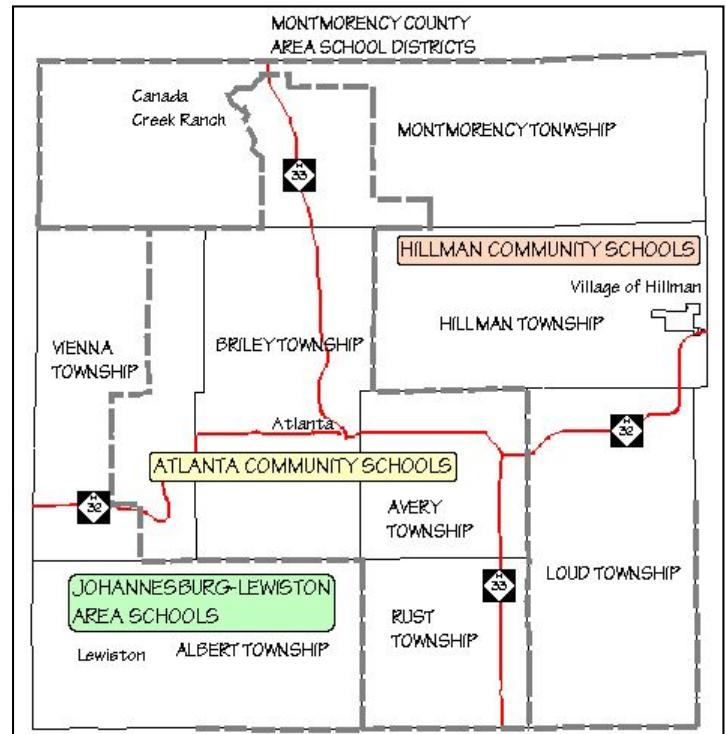 MONTMORENCY COUNTY
AREA SCHOOL DISTRICTS
Canada
Creek Ranch
MONTMORENCY TONWSHIP
M
33
HILLMAN COMMUNITY SCHOOLS
Village of Hillman
HILLMAN TOWNSHIP
VIENNA
TOWNSHIP
BRILEY TOWNSHIP
Atlanta
M
32
ATLANTA COMMUNITY SCHOOLS
M
32
AVERY
TOWNSHIP
LOUD TOWNSHIP
JOHANNESBURG-LEWISTON
AREA SCHOOLS
M
33
RUST
TOWNSHIP
Lewiston
ALBERT TOWNSHIP